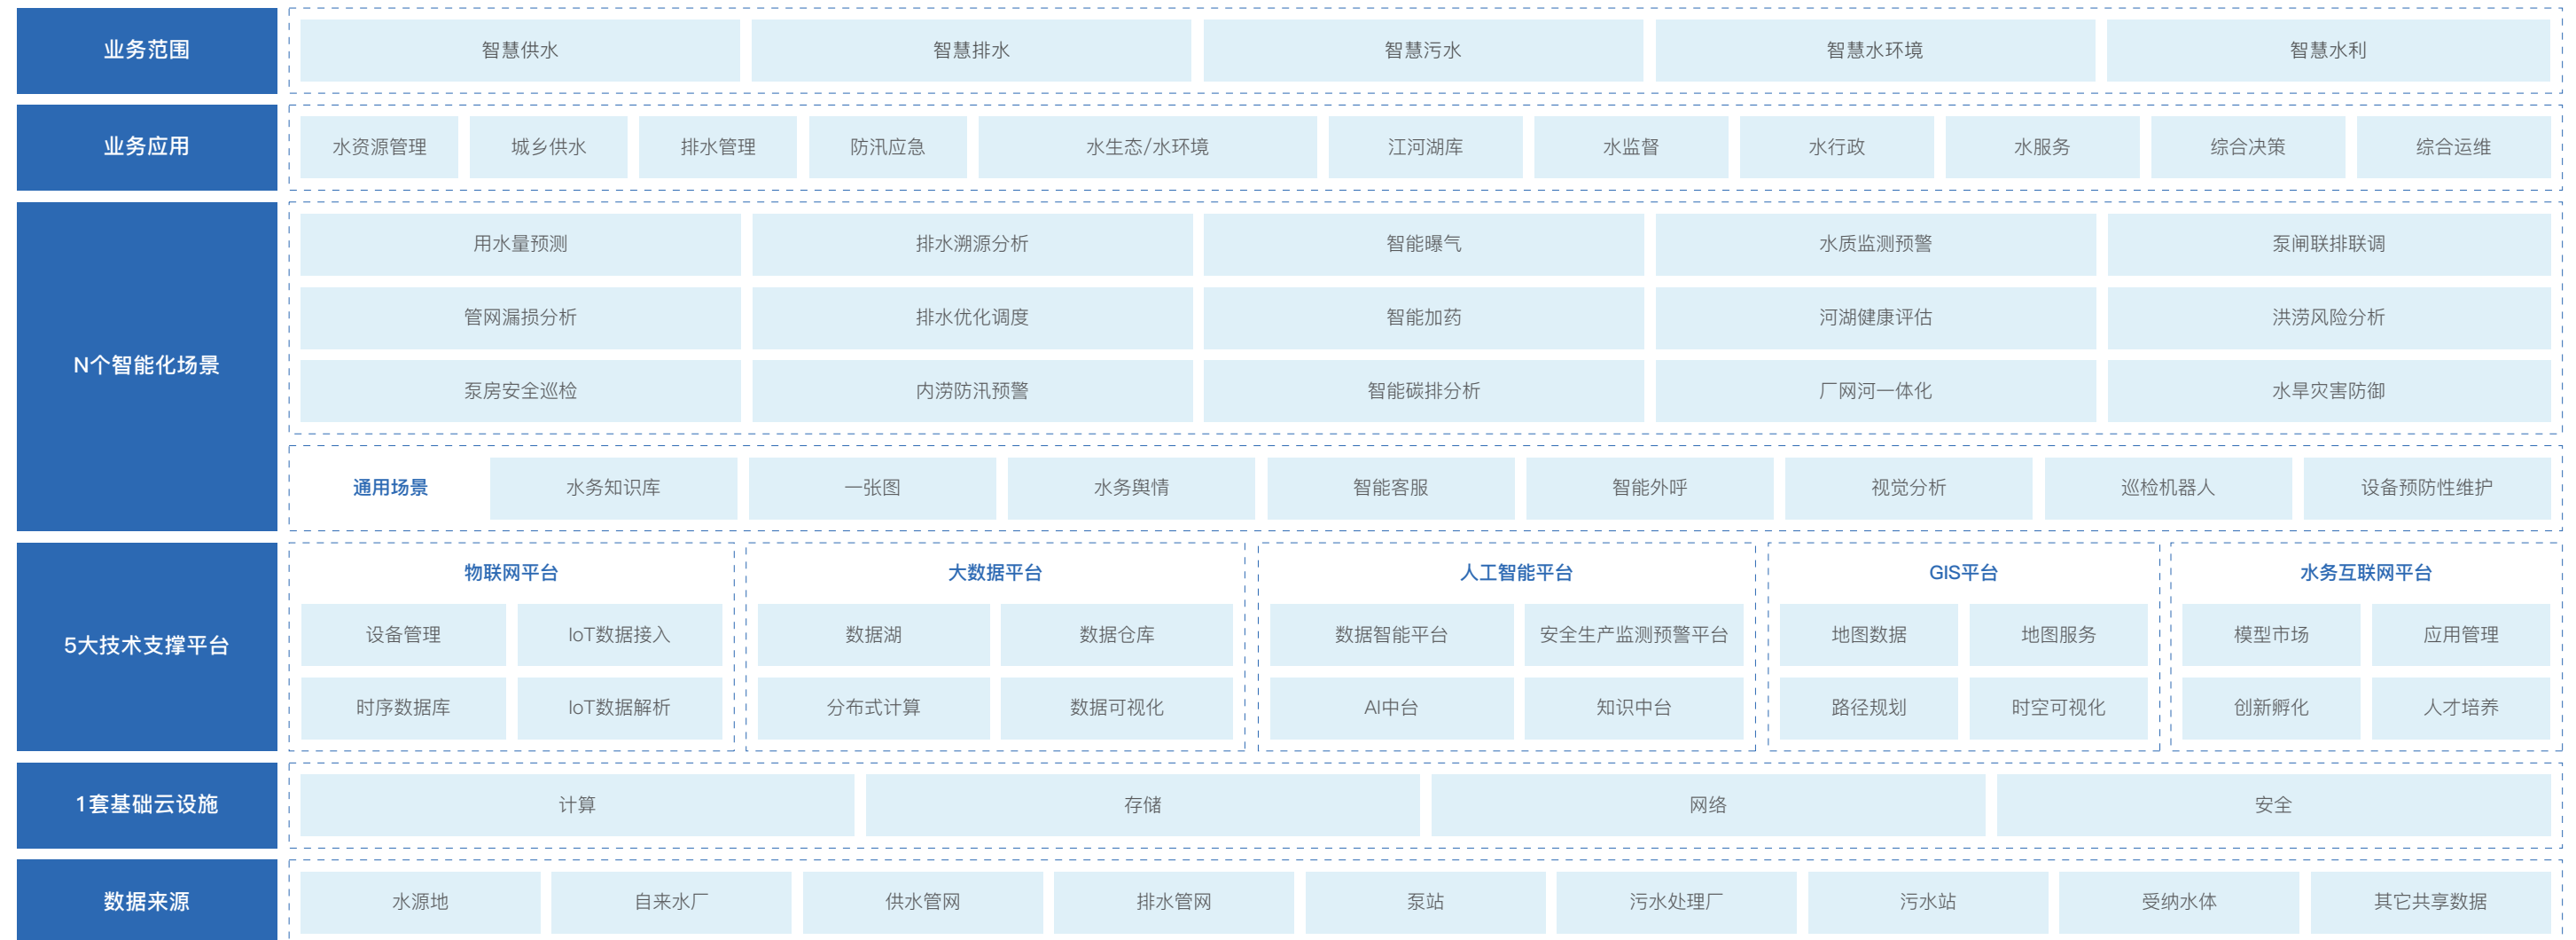 业务范围
智慧供水 智慧排水 智慧污水 智慧水环境 智慧水利
业务应用
水资源管理 城乡供水 排水管理 防汛应急 水生态/水环境 江河湖库 水监督 水行政 水服务 综合决策 综合运维
N个智能化场景
用水量预测 排水溯源分析 智能曝气 水质监测预警 泵闸联排联调
管网漏损分析 排水优化调度 智能加药 河湖健康评估 洪涝风险分析
泵房安全巡检 内涝防汛预警 智能碳排分析 厂网河一体化 水旱灾害防御
通用场景 水务知识库 一张图 水务舆情 智能客服 智能外呼 视觉分析 巡检机器人 设备预防性维护
5大技术支撑平台
物联网平台 大数据平台 人工智能平台 GIS平台 水务互联网平台
设备管理 IoT数据接入 数据湖 数据仓库 数据智能平台 安全生产监测预警平台 地图数据 地图服务 模型市场 应用管理
时序数据库 IoT数据解析 分布式计算 数据可视化 AI中台 知识中台 路径规划 时空可视化 创新孵化 人才培养
1套基础云设施
计算 存储 网络 安全
数据来源
水源地 自来水厂 供水管网 排水管网 泵站 污水处理厂 污水站 受纳水体 其它共享数据